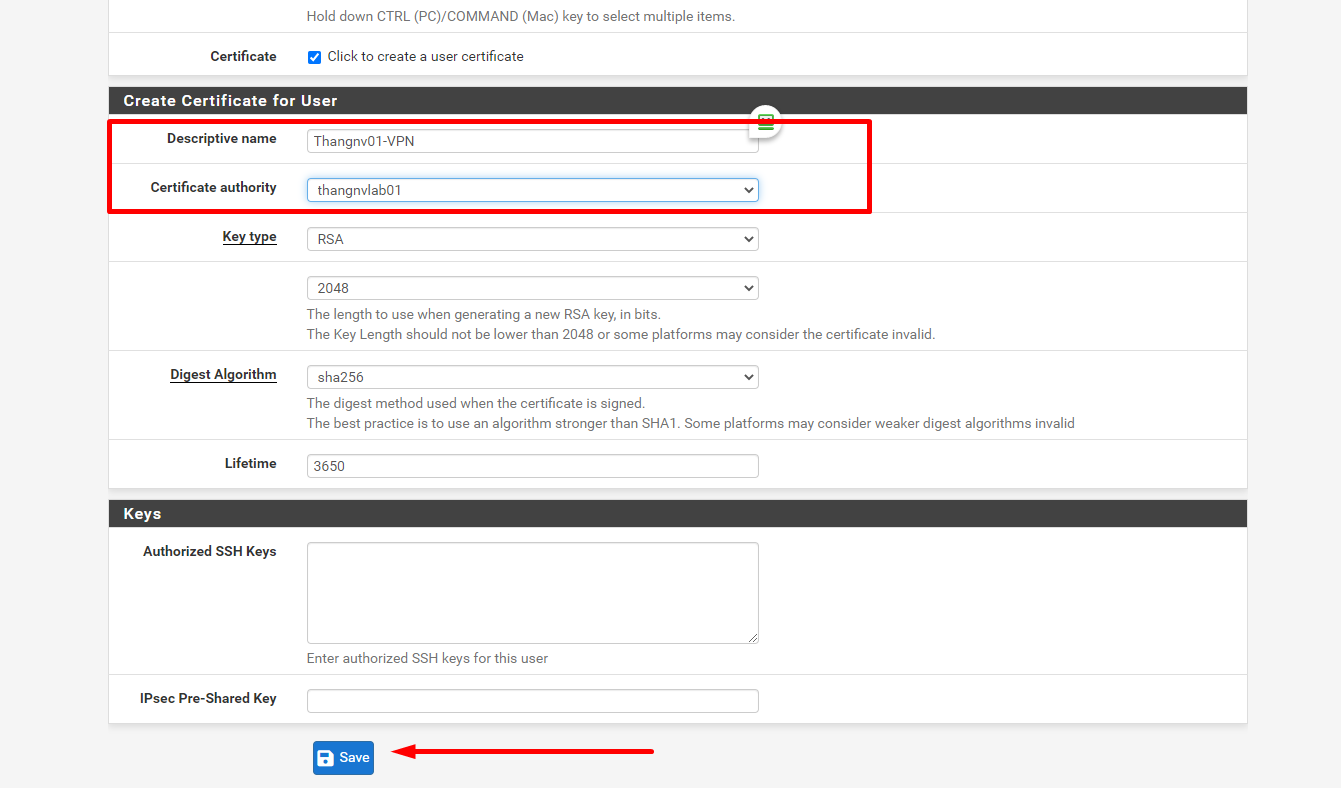 Hold down CTRL (PC)/COMMAND (Mac) key to select multiple items.
Certificate
Click to create a user certificate
Create Certificate for User
Descriptive name
Thangnv01-VPN
Certificate authority
thangnvlab01
Key type
RSA
2048
The length to use when generating a new RSA key, in bits.
The Key Length should not be lower than 2048 or some platforms may consider the certificate invalid.
Digest Algorithm
sha256
The digest method used when the certificate is signed.
The best practice is to use an algorithm stronger than SHA1. Some platforms may consider weaker digest algorithms invalid
Lifetime
3650
Keys
Authorized SSH Keys
Enter authorized SSH keys for this user
IPsec Pre-Shared Key
Save